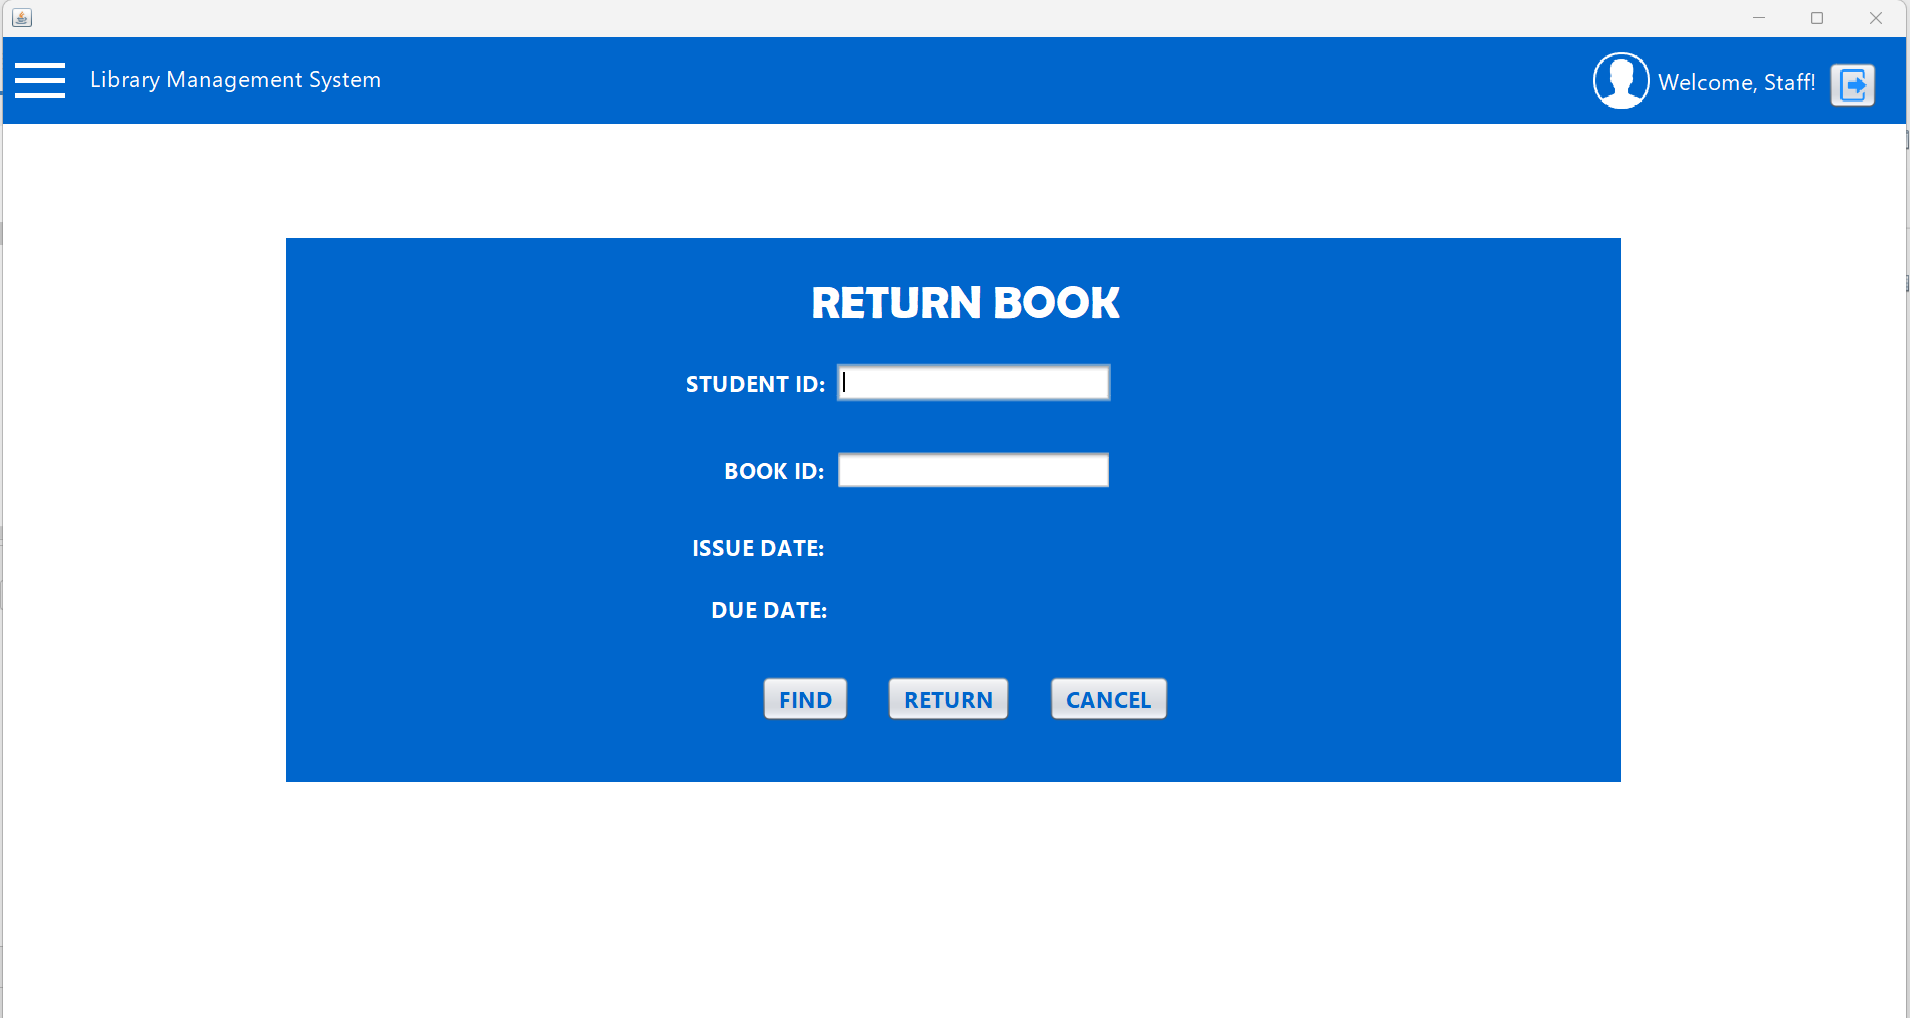 Library Management System
Welcome, Staff!
RETURN BOOK
STUDENT ID:
BOOK ID:
ISSUE DATE:
DUE DATE:
FIND RETURN CANCEL